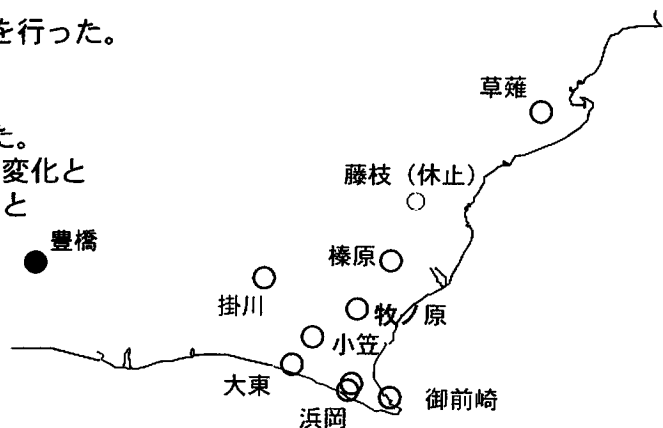 を行った。
草薙
た。
変化と
藤枝（休止）
と
豊橋
榛原
掛川
牧ノ原
小笠
大東
御前崎
浜岡